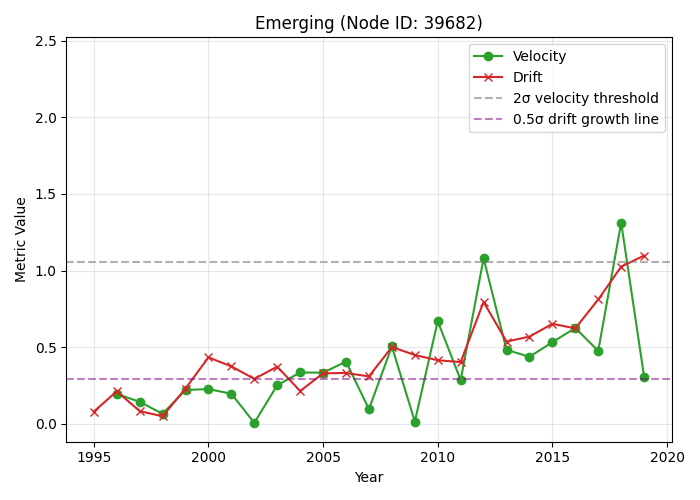 Emerging (Node ID: 39682)
Velocity
Drift
2σ velocity threshold
0.5σ drift growth line
Metric Value
2.5
2.0
1.5
1.0
0.5
0.0
1995 2000 2005 2010 2015 2020
Year